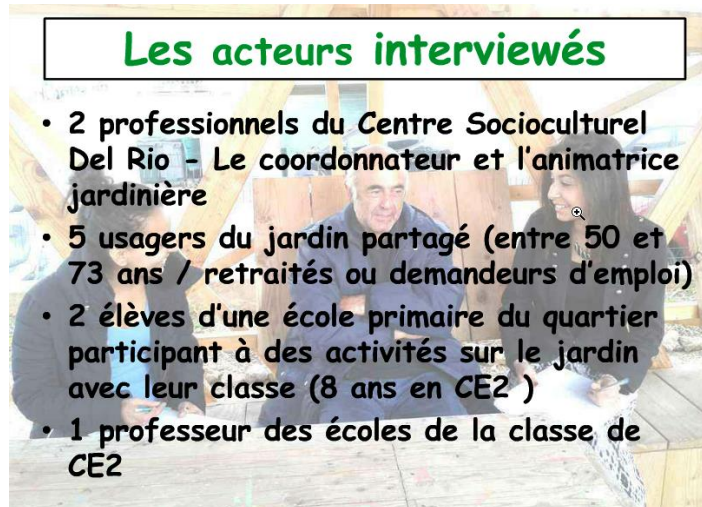 Les acteurs interviewés
• 2 professionnels du Centre Socioculturel
Del Rio - Le coordonnateur et l'animatrice
jardinière
• 5 usagers du jardin partagé (entre 50 et
73 ans / retraités ou demandeurs d'emploi)
• 2 élèves d'une école primaire du quartier
participant à des activités sur le jardin
avec leur classe (8 ans en CE2 )
• 1 professeur des écoles de la classe de
CE2